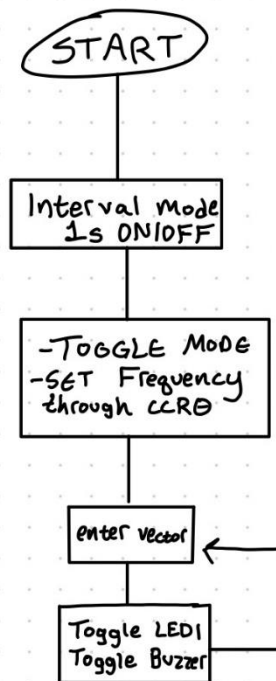 START
Interval mode
1s ON/OFF
-TOGGLE MODE
-SET Frequency
through CCR0
enter vector
Toggle LED1
Toggle Buzzer